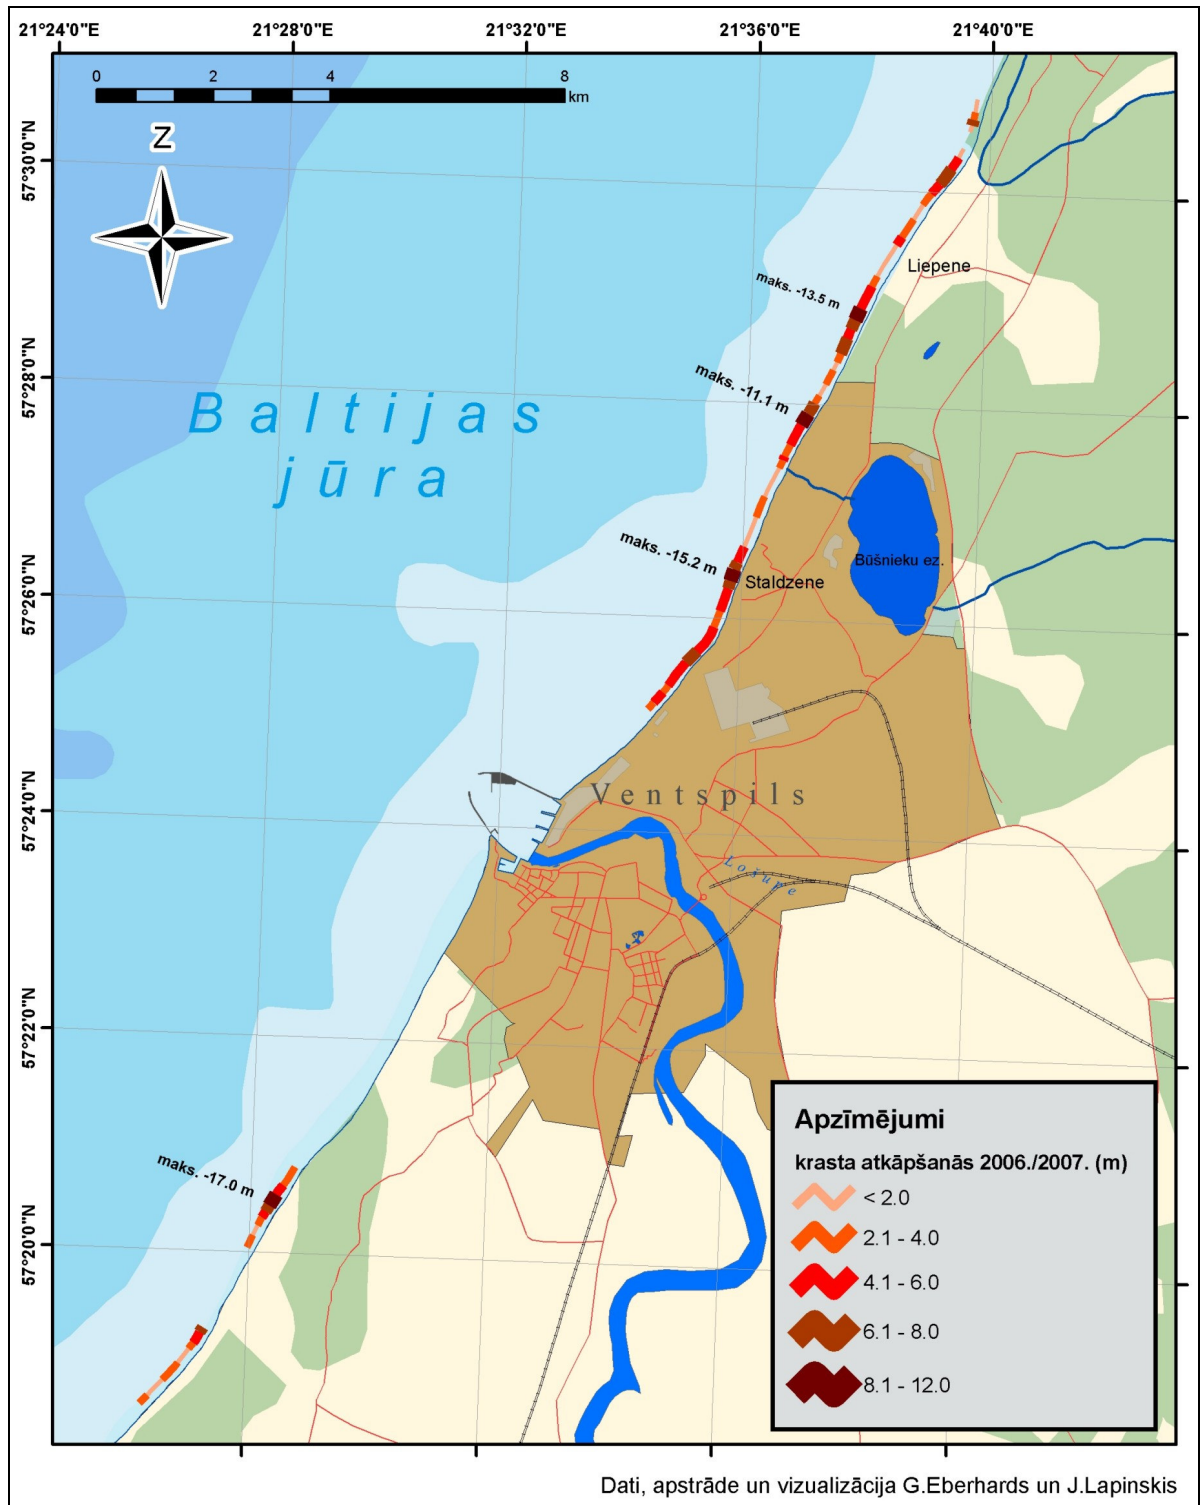 21°24'0"E 21°28'0"E 21°32'0"E 21°36'0"E 21°40'0"E
0 2 4 8
km
Z
57°30'0"N
57°28'0"N
57°26'0"N
57°24'0"N
57°22'0"N
57°20'0"N
Liepene
maks. -13.5 m
maks. -11.1 m
Baltijas
jūra
maks. -15.2 m
Būšnieku ez.
Staldzene
Ventspils
Ložupe
maks. -17.0 m
Apzīmējumi
krasta atkāpšanās 2006./2007. (m)
< 2.0
2.1 - 4.0
4.1 - 6.0
6.1 - 8.0
8.1 - 12.0
Dati, apstrāde un vizualizācija G.Eberhards un J.Lapinskis